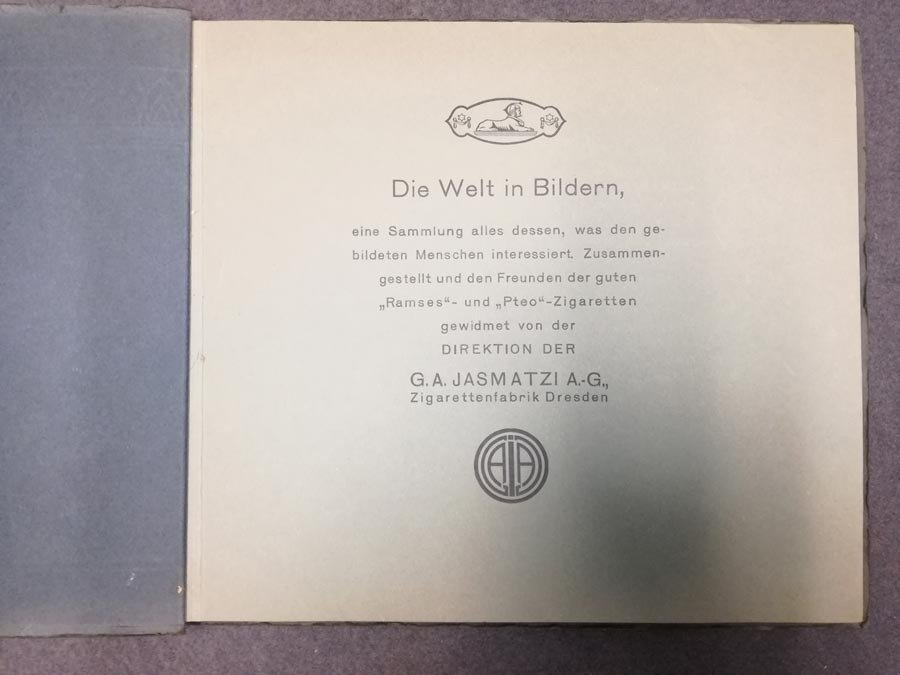 Die Welt in Bildern,
eine Sammlung alles dessen, was den ge-
bildeten Menschen interessiert. Zusammen-
gestellt und den Freunden der guten
„Ramses“- und „Pteo“-Zigaretten
gewidmet von der
DIREKTION DER
G.A. JASMATZI A.-G.,
Zigarettenfabrik Dresden